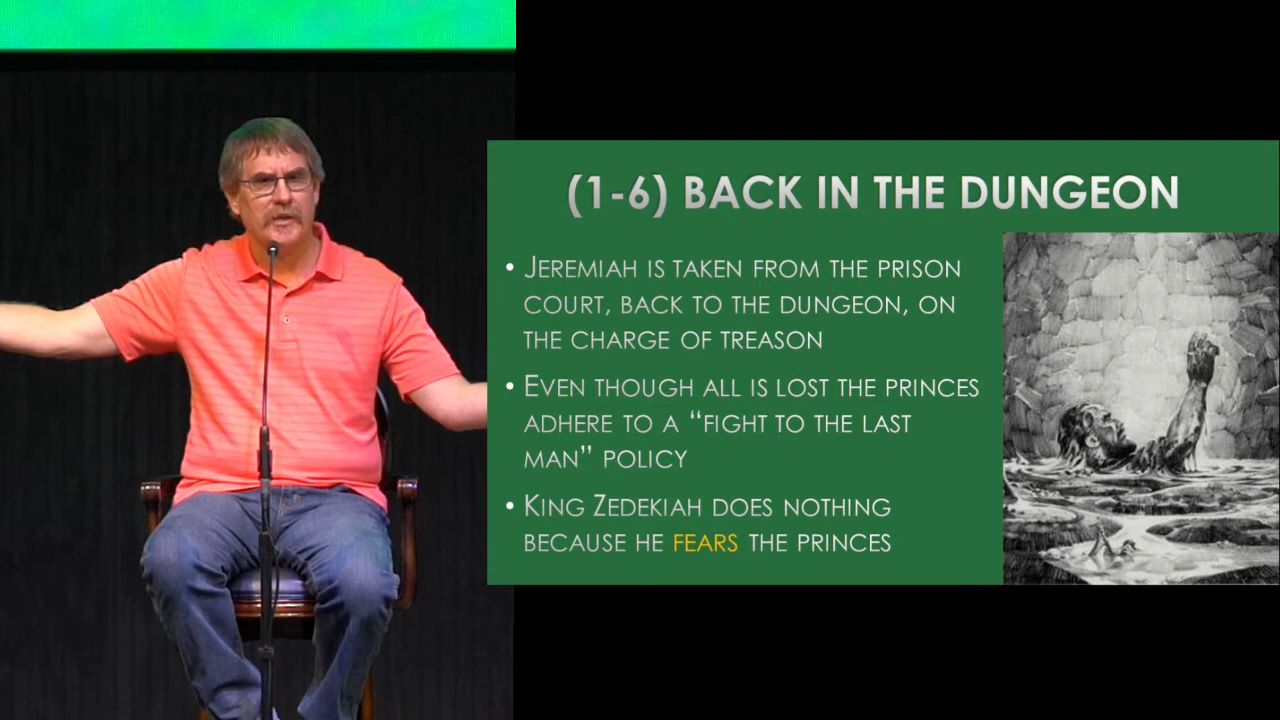 (1-6) BACK IN THE DUNGEON
• JEREMIAH IS TAKEN FROM THE PRISON
COURT, BACK TO THE DUNGEON, ON
THE CHARGE OF TREASON
• EVEN THOUGH ALL IS LOST THE PRINCES
ADHERE TO A “FIGHT TO THE LAST
MAN” POLICY
• KING ZEDEKIAH DOES NOTHING
BECAUSE HE FEARS THE PRINCES